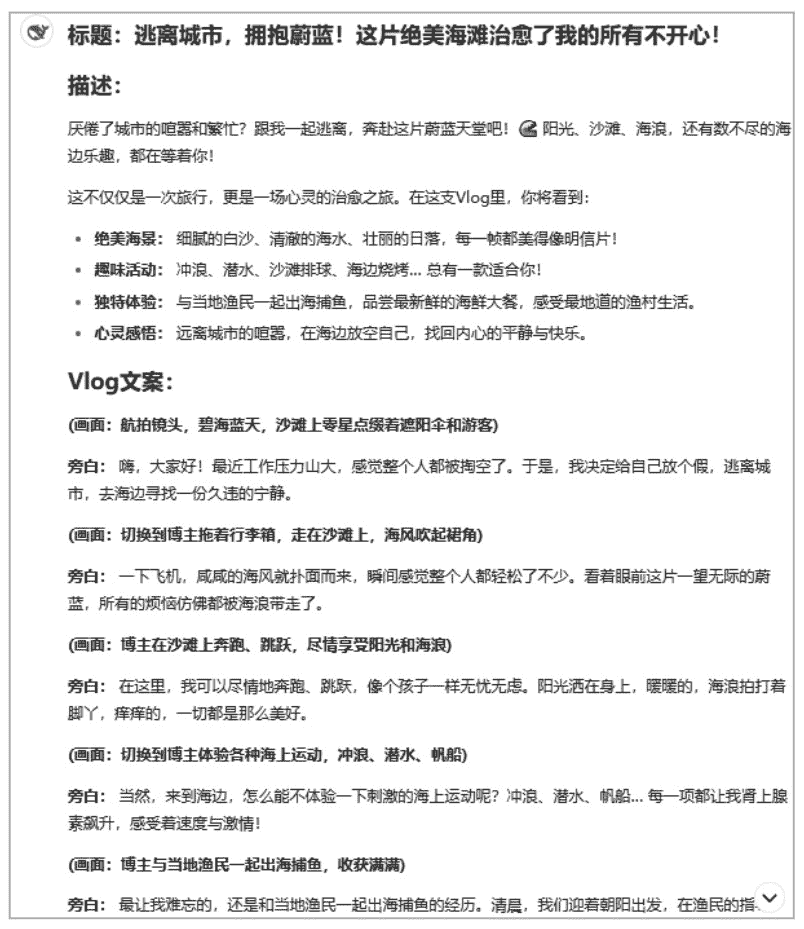 标题：逃离城市，拥抱蔚蓝！这片绝美海滩治愈了我的所有不开心！
描述：
厌倦了城市的喧嚣和繁忙？跟我一起逃离，奔赴这片蔚蓝天堂吧！🌊 阳光、沙滩、海浪，还有数不尽的海
边乐趣，都在等着你！
这不仅仅是一次旅行，更是一场心灵的治愈之旅。在这支Vlog里，你将看到：
• 绝美海景： 细腻的白沙、清澈的海水、壮丽的日落，每一帧都美得像明信片！
• 趣味活动： 冲浪、潜水、沙滩排球、海边烧烤... 总有一款适合你！
• 独特体验： 与当地渔民一起出海捕鱼，品尝最新鲜的海鲜大餐，感受最地道的渔村生活。
• 心灵感悟： 远离城市的喧嚣，在海边放空自己，找回内心的平静与快乐。
Vlog文案：
(画面：航拍镜头，碧海蓝天，沙滩上零星点缀着遮阳伞和游客)
旁白： 嗨，大家好！最近工作压力山大，感觉整个人都被掏空了。于是，我决定给自己放个假，逃离城
市，去海边寻找一份久违的宁静。
(画面：切换到博主拖着行李箱，走在沙滩上，海风吹起裙角)
旁白： 一下飞机，咸咸的海风就扑面而来，瞬间感觉整个人都轻松了不少。看着眼前这片一望无际的蔚
蓝，所有的烦恼仿佛都被海浪带走了。
(画面：博主在沙滩上奔跑、跳跃，尽情享受阳光和海浪)
旁白： 在这里，我可以尽情地奔跑、跳跃，像个孩子一样无忧无虑。阳光洒在身上，暖暖的，海浪拍打着
脚丫，痒痒的，一切都是那么美好。
(画面：切换到博主体验各种海上运动，冲浪、潜水、帆船)
旁白： 当然，来到海边，怎么能不体验一下刺激的海上运动呢？冲浪、潜水、帆船... 每一项都让我肾上腺
素飙升，感受着速度与激情！
(画面：博主与当地渔民一起出海捕鱼，收获满满)
旁白： 最让我难忘的，还是和当地渔民一起出海捕鱼的经历。清晨，我们迎着朝阳出发，在渔民的指